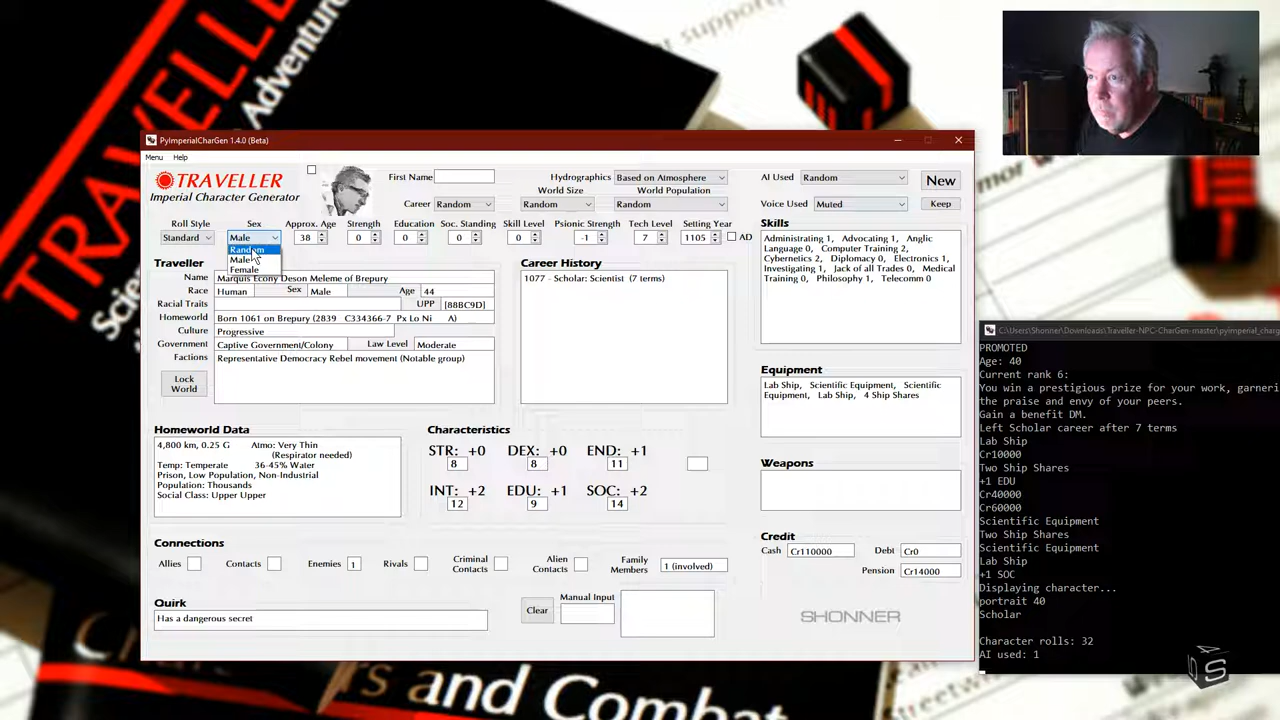 TRAVELLER
Science
Adventure
support
PyImperialCharGen 1.4.0 (Beta)
Menu Help
TRAVELLER
Imperial Character Generator
First Name
Career Random
Hydrographics Based on Atmosphere
World Size World Population
Random Random
AI Used Random
Voice Used Muted
New
Keep
Roll Style Sex Approx. Age Strength Education Soc. Standing Skill Level Psionic Strength Tech Level Setting Year
Standard Male 38 0 0 0 0 -1 7 1105 AD
Random
Male
Female
Traveller
Name Marquis Econy Deson Meleme of Brepury
Race Human Sex Male Age 44
Racial Traits UPP [88BC9D]
Homeworld Born 1061 on Brepury (2839 C334366-7 Px Lo Ni A)
Culture Progressive
Government Captive Government/Colony Law Level Moderate
Factions Representative Democracy Rebel movement (Notable group)
Lock
World
Career History
1077 - Scholar: Scientist (7 terms)
Skills
Administrating 1, Advocating 1, Anglic
Language 0, Computer Training 2,
Cybernetics 2, Diplomacy 0, Electronics 1,
Investigating 1, Jack of all Trades 0, Medical
Training 0, Philosophy 1, Telecomm 0
Equipment
Lab Ship, Scientific Equipment, Scientific
Equipment, Lab Ship, 4 Ship Shares
Weapons
Homeworld Data
4,800 km, 0.25 G Atmo: Very Thin
(Respirator needed)
Temp: Temperate 36-45% Water
Prison, Low Population, Non-Industrial
Population: Thousands
Social Class: Upper Upper
Characteristics
STR: +0 DEX: +0 END: +1
8 8 11
INT: +2 EDU: +1 SOC: +2
12 9 14
Credit
Cash Cr110000 Debt Cr0
Pension Cr14000
Connections
Allies Contacts Enemies 1 Rivals Criminal Contacts Alien Contacts Family Members 1 (involved)
Quirk
Has a dangerous secret
Clear
Manual Input
SHONNER
C:\Users\Shonner\Downloads\Traveller-NPC-CharGen-master\pyimperial_charg
PROMOTED
Age: 40
Current rank 6:
You win a prestigious prize for your work, garneri
the praise and envy of your peers.
Gain a benefit DM.
Left Scholar career after 7 terms
Lab Ship
Cr10000
Two Ship Shares
+1 EDU
Cr40000
Cr60000
Scientific Equipment
Two Ship Shares
Scientific Equipment
Lab Ship
+1 SOC
Displaying character...
portrait 40
Scholar
Character rolls: 32
AI used: 1
s and Combat
S